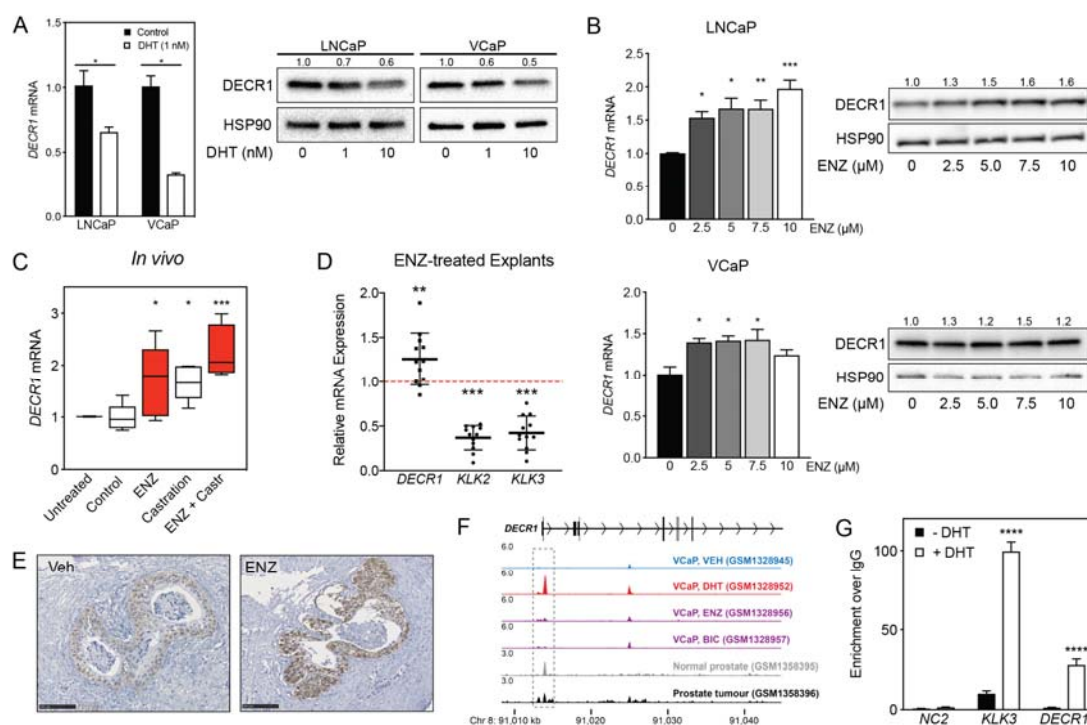 A
1.5
1.0
0.5
0.0
DECR1 mRNA
Control
DHT (1 nM)
*
*
LNCaP
VCaP
LNCaP
VCaP
1.0 0.7 0.6
1.0 0.6 0.5
DECR1
HSP90
DHT (nM) 0 1 10 0 1 10
B
LNCaP
2.5
2.0
1.5
1.0
0.5
0.0
DECR1 mRNA
* * ** ***
0 2.5 5 7.5 10 ENZ (µM)
1.0 1.3 1.5 1.6 1.6
DECR1
HSP90
ENZ (µM) 0 2.5 5.0 7.5 10
VCaP
2.0
1.5
1.0
0.5
0.0
DECR1 mRNA
* * *
0 2.5 5 7.5 10 ENZ (µM)
1.0 1.3 1.2 1.5 1.2
DECR1
HSP90
ENZ (µM) 0 2.5 5.0 7.5 10
C
In vivo
3
2
1
0
DECR1 mRNA
* * ***
Untreated
Control
ENZ
Castration
ENZ + Castr
D
ENZ-treated Explants
2.0
1.5
1.0
0.5
0.0
Relative mRNA Expression
**
*** ***
DECR1 KLK2 KLK3
E
Veh
ENZ
F
DECR1
6.0
VCaP, VEH (GSM1328945)
6.0
VCaP, DHT (GSM1328952)
6.0
VCaP, ENZ (GSM1328956)
6.0
VCaP, BIC (GSM1328957)
3.0
Normal prostate (GSM1358395)
3.0
Prostate tumour (GSM1358396)
Chr 8: 91.010 kb 91.020 91.030 91.040
G
- DHT
+ DHT
100
50
0
Enrichment over IgG
****
****
NC2 KLK3 DECR1